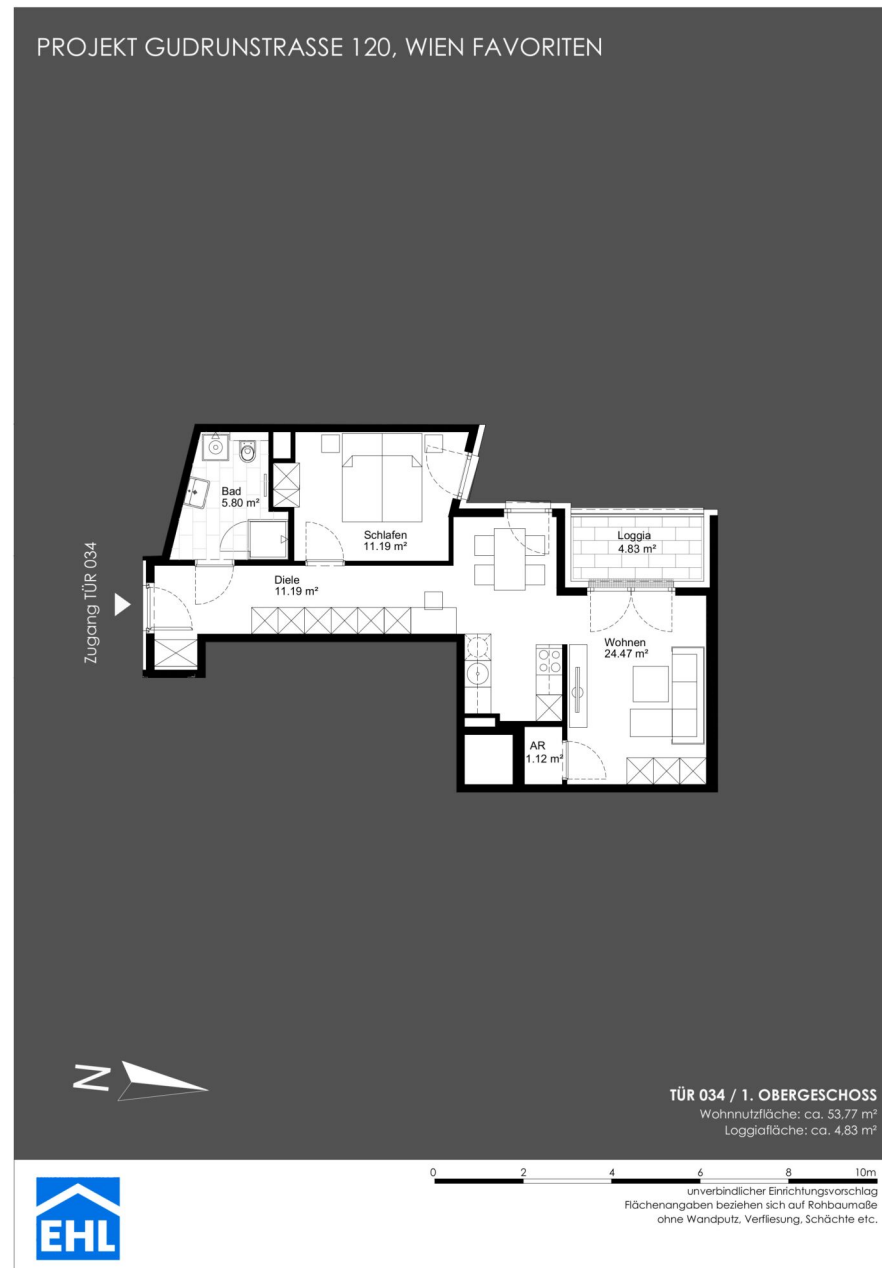 PROJEKT GUDRUNSTRASSE 120, WIEN FAVORITEN
Bad
5.80 m²
Schlafen
11.19 m²
Loggia
4.83 m²
Zugang TÜR 034
Diele
11.19 m²
Wohnen
24.47 m²
AR
1.12 m²
N
TÜR 034 / 1. OBERGESCHOSS
Wohnnutzfläche: ca. 53,77 m²
Loggiafläche: ca. 4,83 m²
0 2 4 6 8 10m
unverbindlicher Einrichtungsvorschlag
Flächenangaben beziehen sich auf Rohbaumaße
ohne Wandputz, Verfliesung, Schächte etc.
EHL